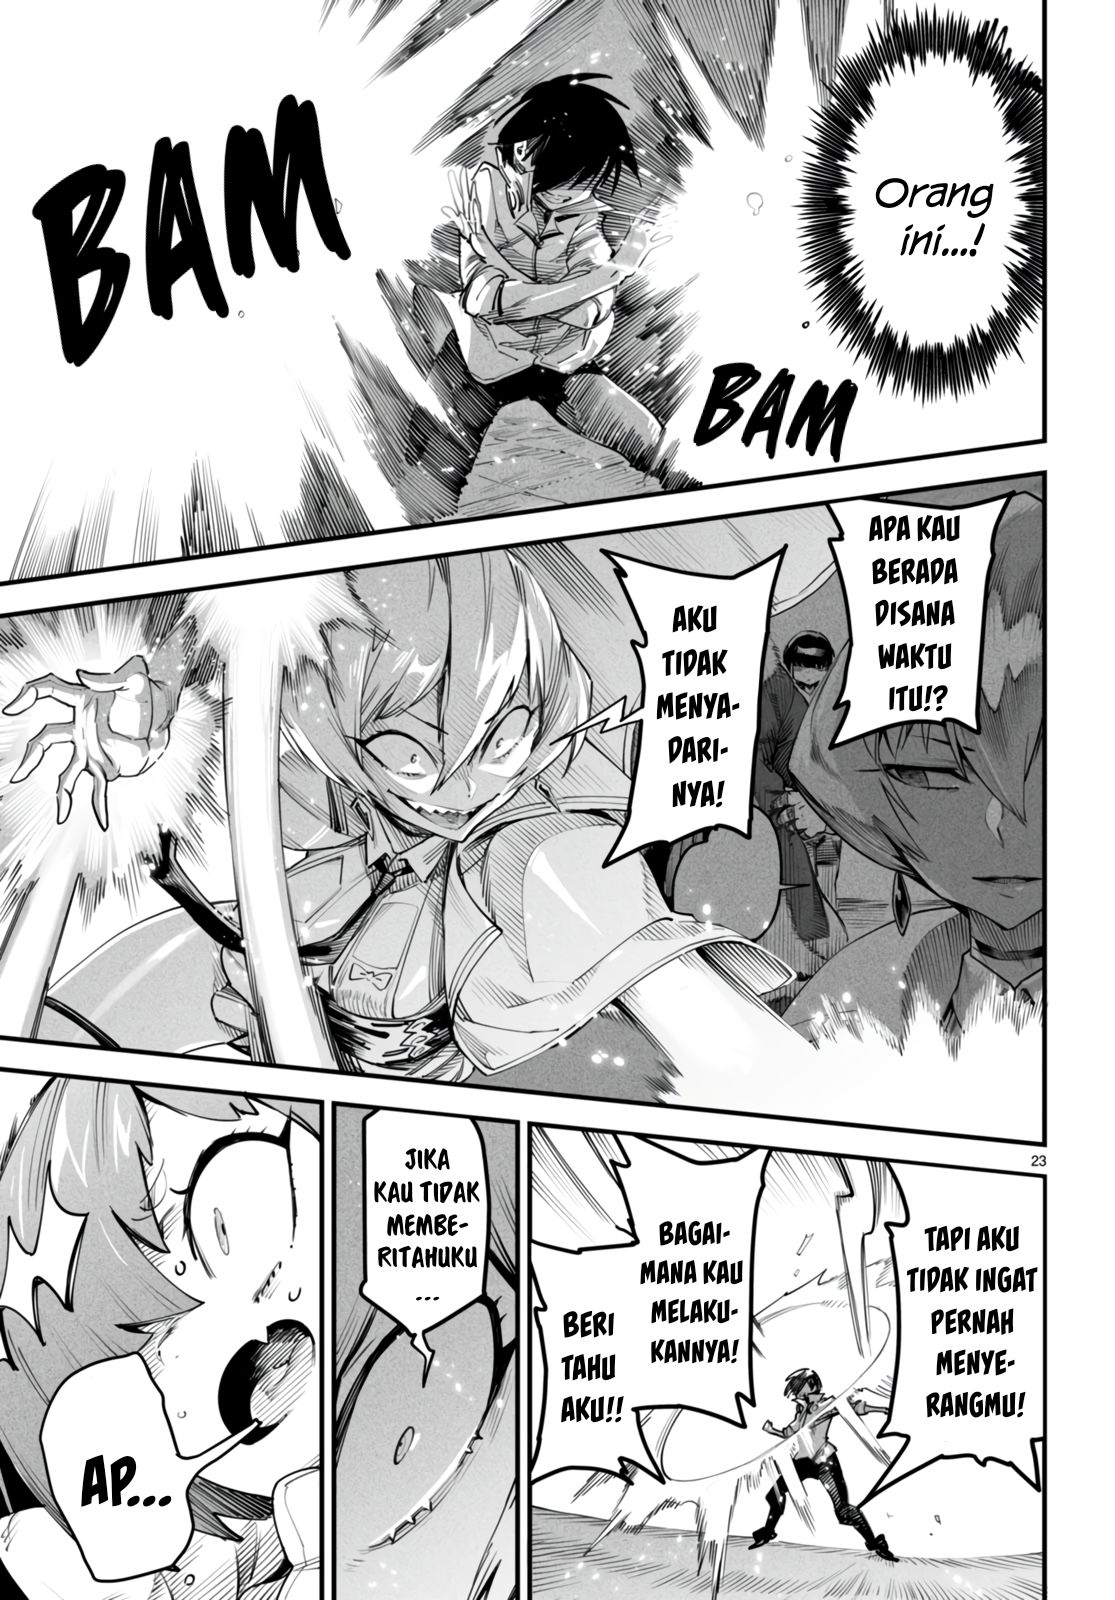 Orang
ini....!
BAM
BAM
APA KAU
BERADA
DISANA
WAKTU
ITU!?
AKU
TIDAK
MENYA-
DARI-
NYA!
23
TAPI AKU
TIDAK INGAT
PERNAH
MENYE-
RANGMU!
BAGAI-
MANA KAU
MELAKU-
KANNYA!
BERI
TAHU
AKU!!
JIKA
KAU TIDAK
MEMBE-
RITAHUKU
...
AP...